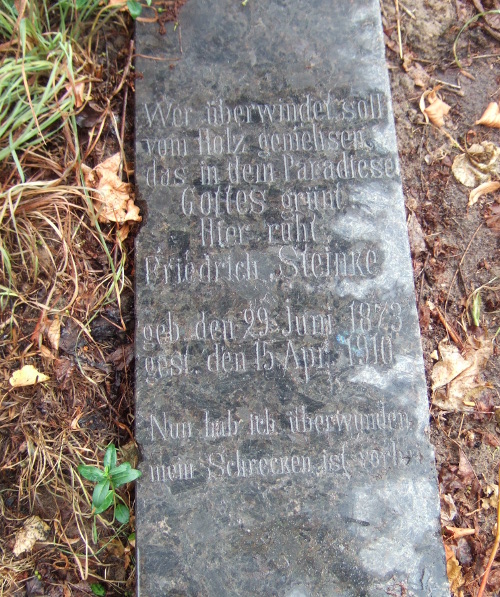 Wer überwindet soll
vom Holz genießen
das in dem Paradiese
Gottes grünt
Hier ruht
Friedrich Steinke
geb. den 29. Juni 1873
gest. den 15. Apr. 1910
Nun hab ich überwunden
mein Schrecken ist